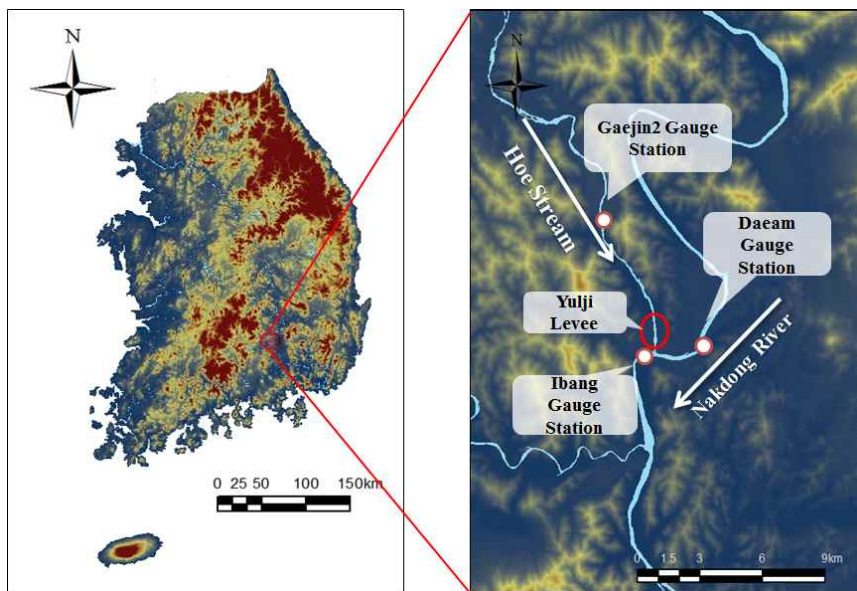 N
0 25 50 100 150km
N
Gaejin2 Gauge
Station
Hoe Stream
Daeam
Gauge
Station
Yulji
Levee
Nakdong River
Ibang
Gauge
Station
0 1.5 3 6 9km